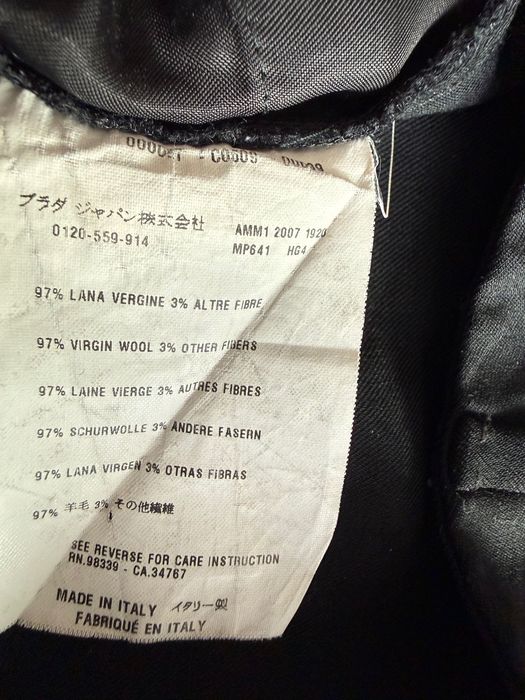 C0609
プラダ ジャパン株式会社
0120-559-914
AMM1 2007 1920
MP641 HG4
97% LANA VERGINE 3% ALTRE FIBRE
97% VIRGIN WOOL 3% OTHER FIBERS
97% LAINE VIERGE 3% AUTRES FIBRES
97% SCHURWOLLE 3% ANDERE FASERN
97% LANA VIRGEN 3% OTRAS FIBRAS
97% 羊毛 3% その他繊維
SEE REVERSE FOR CARE INSTRUCTION
RN.98339 - CA.34767
MADE IN ITALY イタリー製
FABRIQUÉ EN ITALY